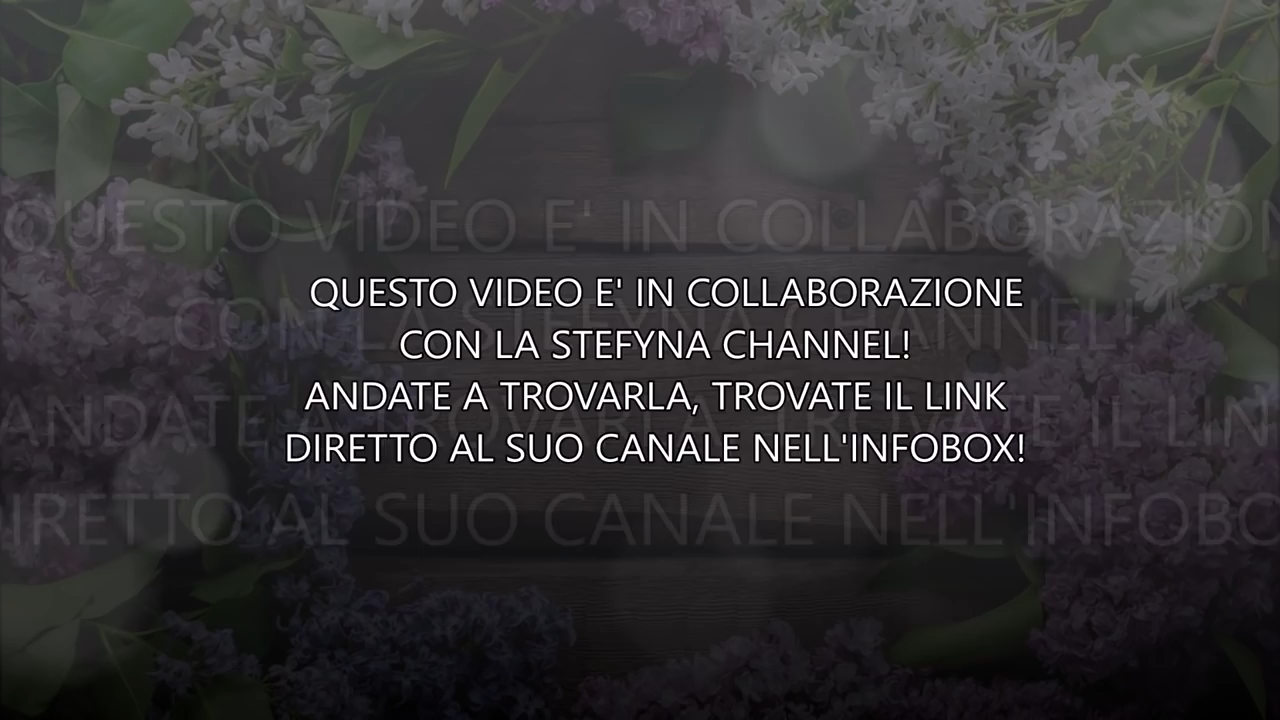 QUESTO VIDEO E' IN COLLABORAZIONE
CON LA STEFYNA CHANNEL!
ANDATE A TROVARLA, TROVATE IL LINK
DIRETTO AL SUO CANALE NELL'INFOBOX!